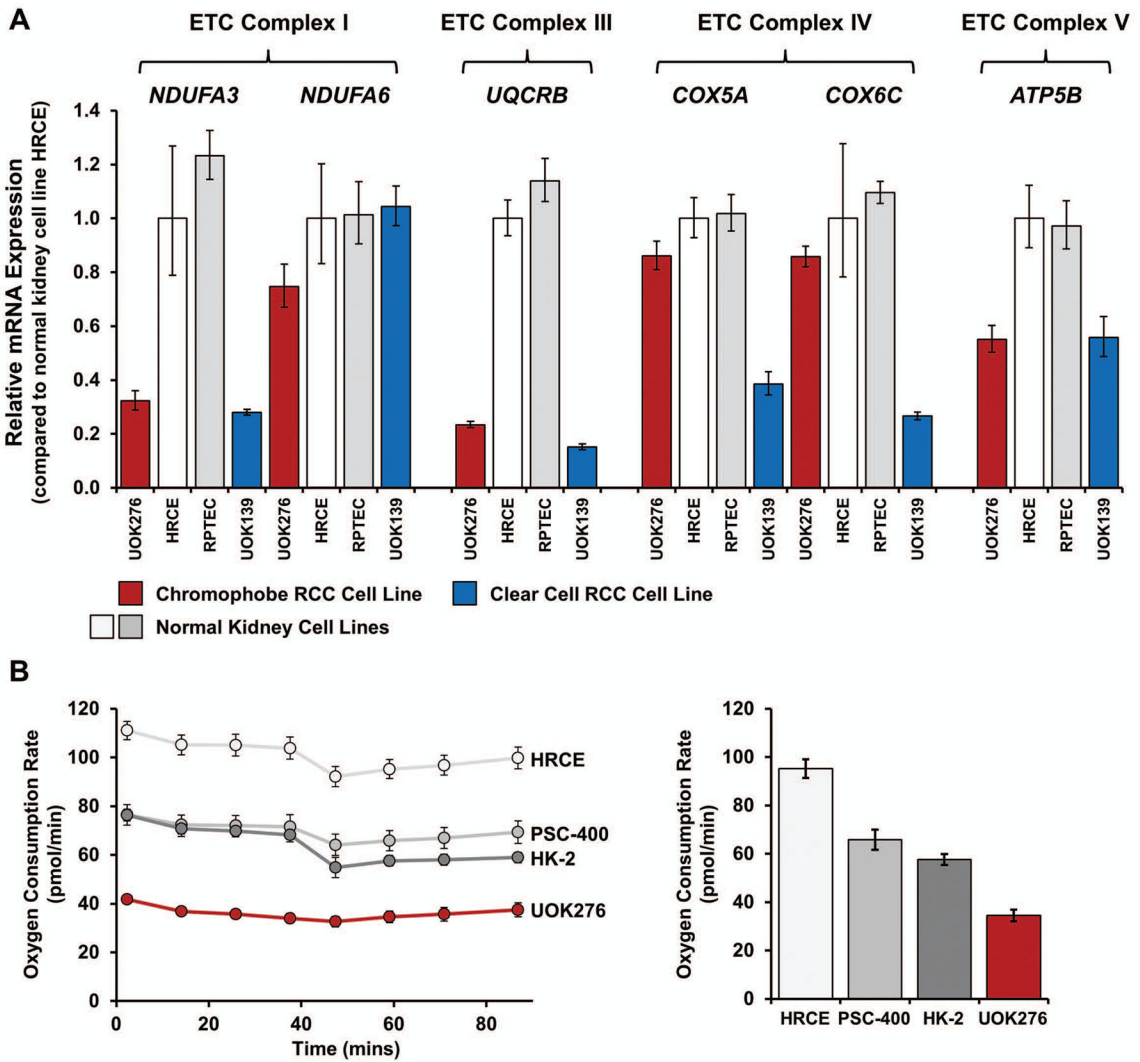 A
ETC Complex I
ETC Complex III
ETC Complex IV
ETC Complex V
NDUFA3
NDUFA6
UQCRB
COX5A
COX6C
ATP5B
Relative mRNA Expression
(compared to normal kidney cell line HRCE)
1.4
1.2
1.0
0.8
0.6
0.4
0.2
0.0
UOK276
HRCE
RPTEC
UOK139
UOK276
HRCE
RPTEC
UOK139
UOK276
HRCE
RPTEC
UOK139
UOK276
HRCE
RPTEC
UOK139
UOK276
HRCE
RPTEC
UOK139
UOK276
HRCE
RPTEC
UOK139
Chromophobe RCC Cell Line
Clear Cell RCC Cell Line
Normal Kidney Cell Lines
B
Oxygen Consumption Rate
(pmol/min)
120
100
80
60
40
20
0
HRCE
PSC-400
HK-2
UOK276
0
20
40
60
80
Time (mins)
Oxygen Consumption Rate
(pmol/min)
120
100
80
60
40
20
0
HRCE
PSC-400
HK-2
UOK276